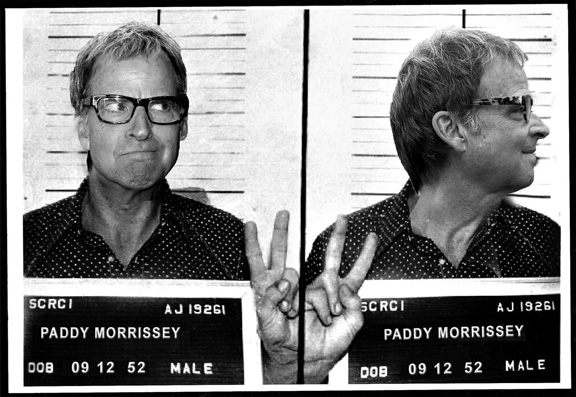 SCRCI AJ 19261
PADDY MORRISSEY
DOB 09 12 52 MALE
SCRCI AJ 19261
PADDY MORRISSEY
DOB 09 12 52 MALE